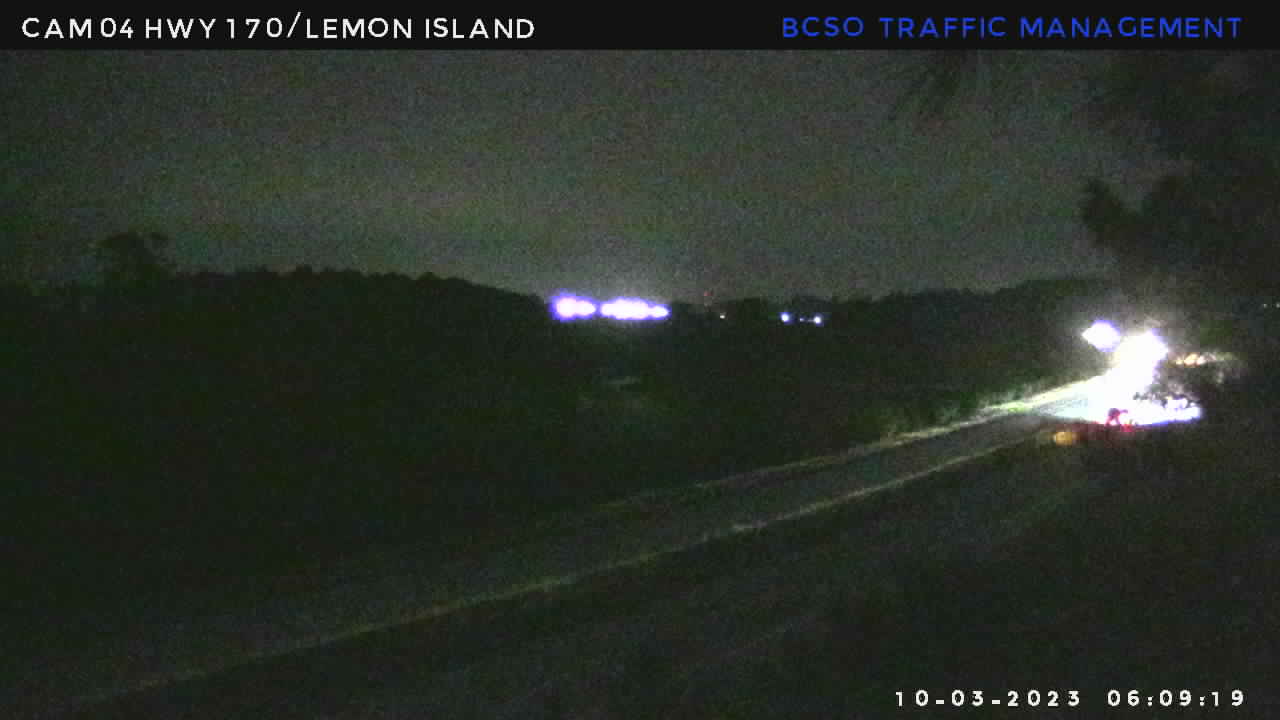 CAM04 HWY 170/LEMON ISLAND
BCSO TRAFFIC MANAGEMENT
10-03-2023 06:09:19